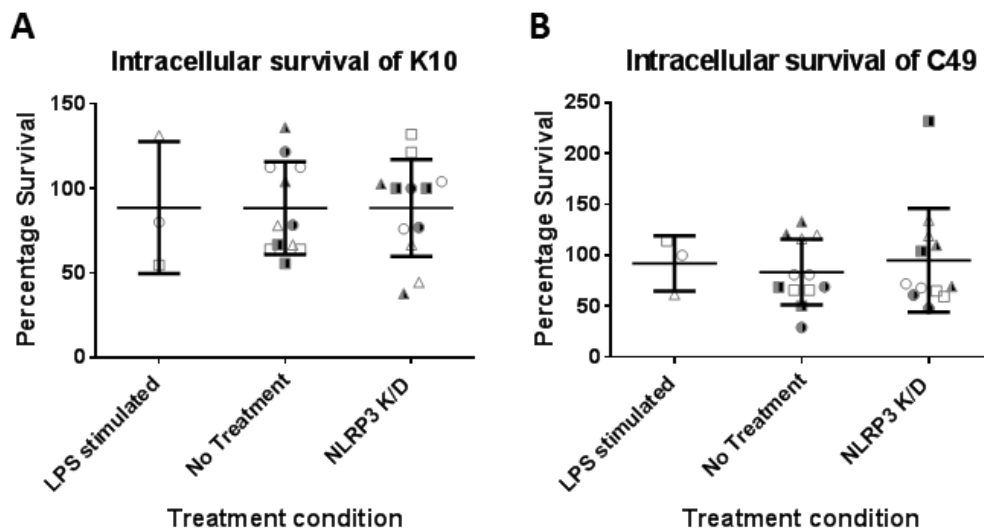 A
Intracellular survival of K10
Percentage Survival
150
100
50
0
LPS stimulated
No Treatment
NLRP3 K/D
Treatment condition
B
Intracellular survival of C49
Percentage Survival
250
200
150
100
50
0
LPS stimulated
No Treatment
NLRP3 K/D
Treatment condition